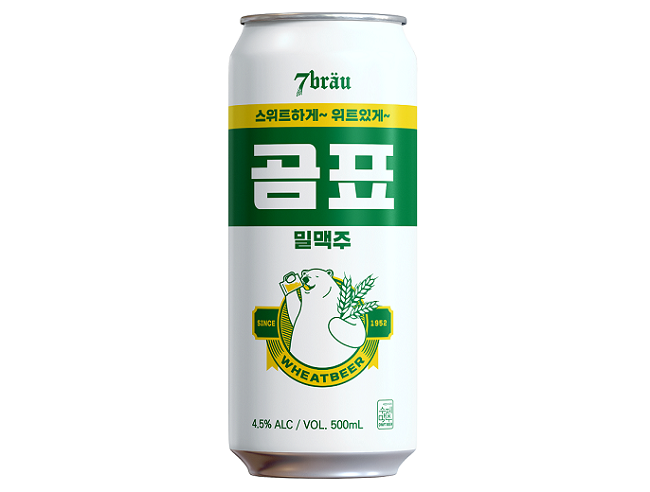 7bräu
스위트하게~ 위트있게~
곰표
밀맥주
SINCE 1952
WHEATBEER
4.5% ALC / VOL. 500mL